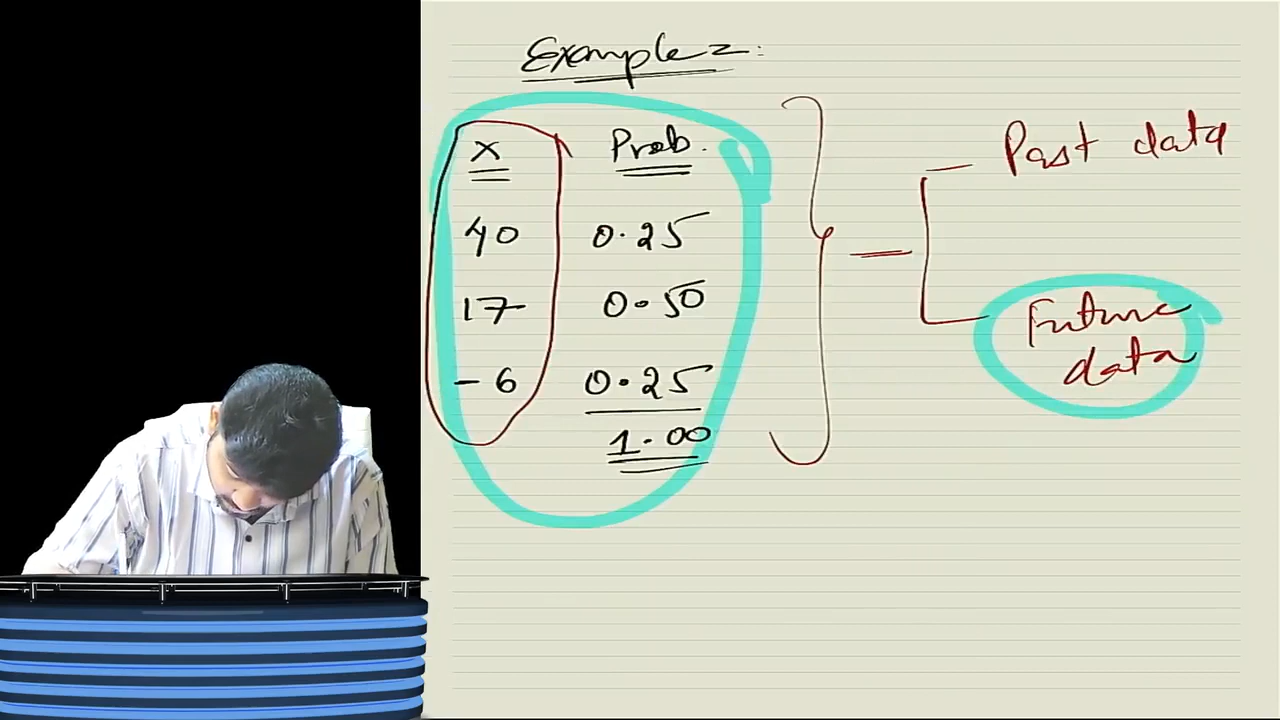 Example 2:
X Prob.
40 0.25
17 0.50
-6 0.25
1.00
Past data
Future
data